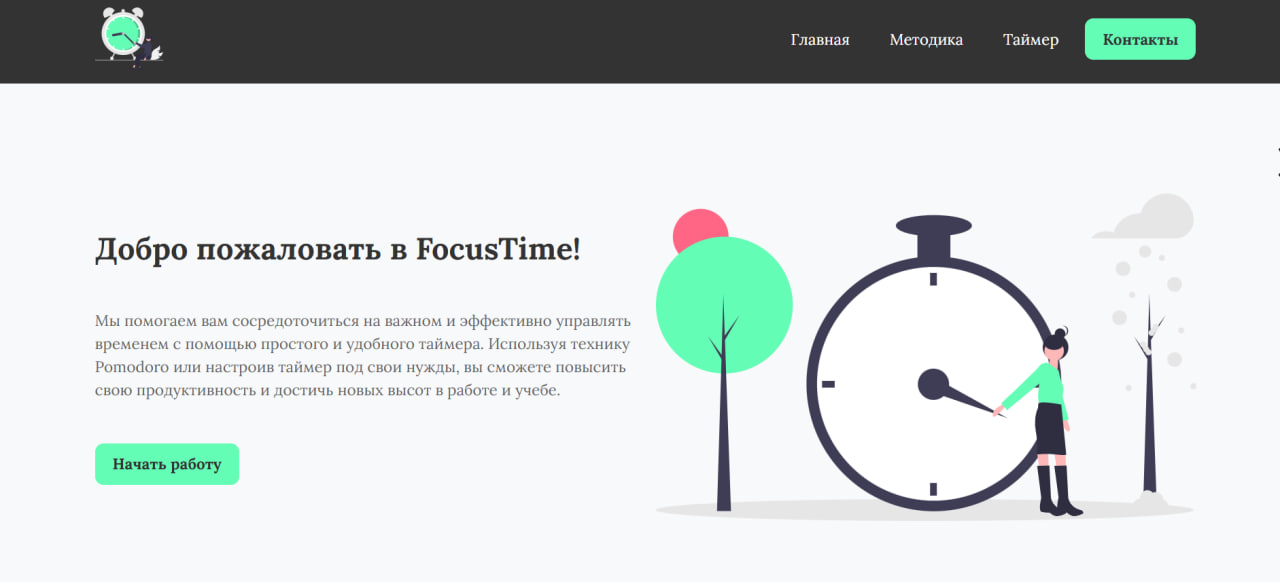 Главная Методика Таймер Контакты
Добро пожаловать в FocusTime!
Мы помогаем вам сосредоточиться на важном и эффективно управлять
временем с помощью простого и удобного таймера. Используя технику
Pomodoro или настроив таймер под свои нужды, вы сможете повысить
свою продуктивность и достичь новых высот в работе и учебе.
Начать работу